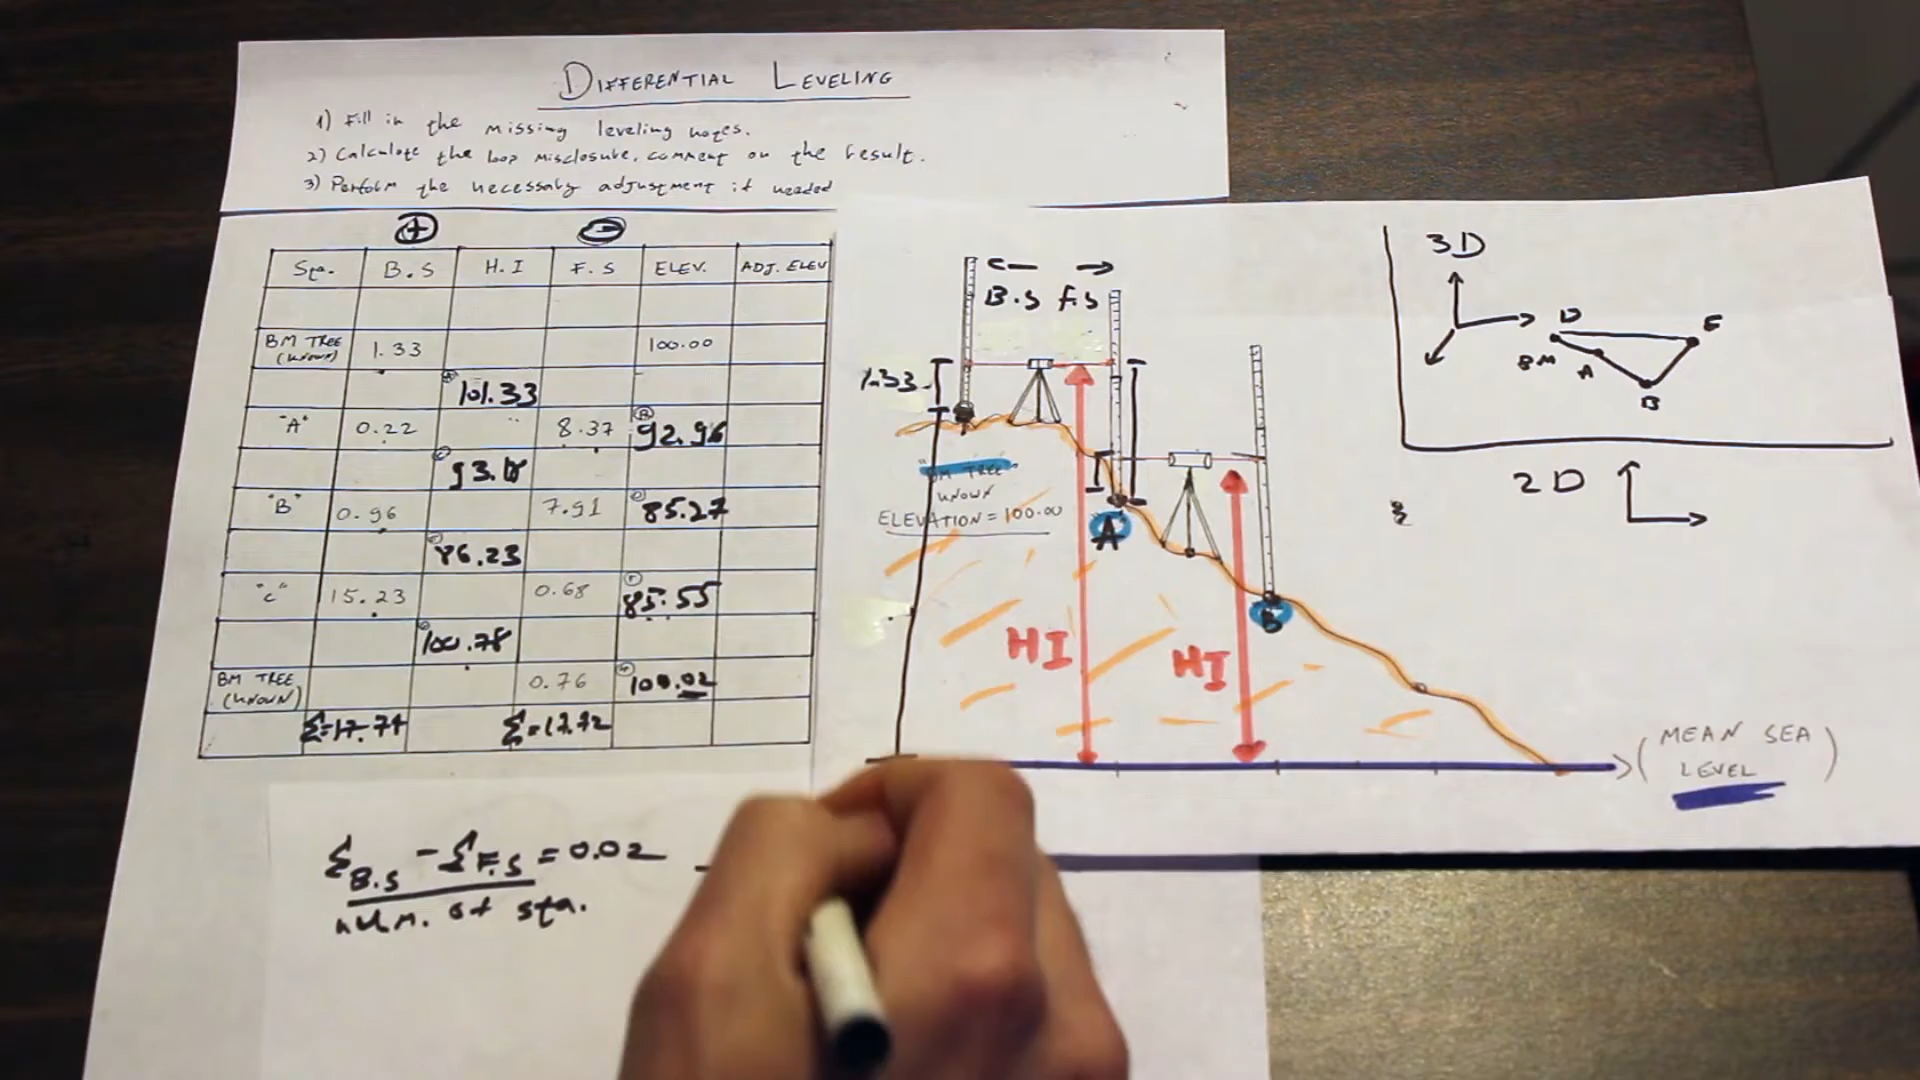 DIFFERENTIAL LEVELING
1) Fill in the missing leveling notes.
2) Calculate the loop misclosure, comment on the result.
3) Perform the necessary adjustment if needed
+ -
Sta. B.S H.I F.S ELEV. ADJ. ELEV
BM TREE (KNOWN) 1.33 100.00
101.33
"A" 0.22 8.37 92.96
93.18
"B" 0.96 7.91 85.27
86.23
"C" 15.23 0.68 85.55
100.78
BM TREE (KNOWN) 0.76 100.02
Σ=17.74 Σ=17.72
ΣB.S - ΣF.S = 0.02
num. of sta.
B.S F.S
1.33
"BM TREE"
KNOWN
ELEVATION = 100.00
A
B
HI
HI
(MEAN SEA
LEVEL)
3D
D
BM
A
B
2D